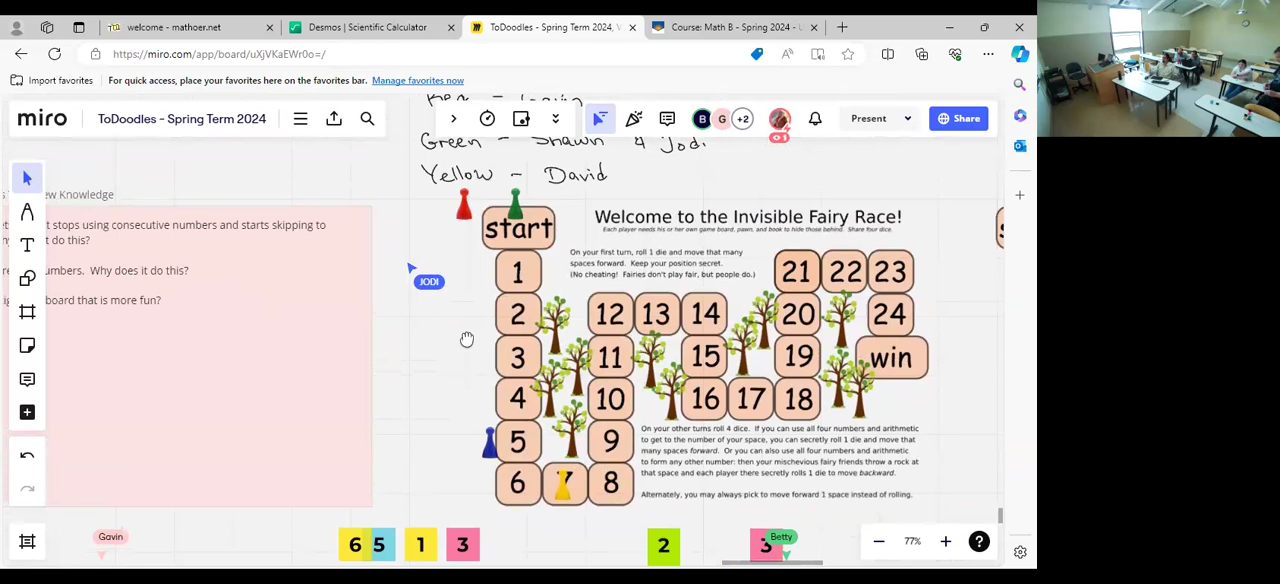 welcome - mathoer.net
Desmos | Scientific Calculator
ToDoodles - Spring Term 2024, V
Course: Math B - Spring 2024 - U
https://miro.com/app/board/uXjVKaEWr0o=/
Import favorites
For quick access, place your favorites here on the favorites bar. Manage favorites now
miro
ToDoodles - Spring Term 2024
B G +2
Present
Share
Green - Shawn & Jodi
Yellow - David
w Knowledge
t stops using consecutive numbers and starts skipping to
y do this?
umbers. Why does it do this?
board that is more fun?
JODI
start
Welcome to the Invisible Fairy Race!
Each player needs his or her own game board, pawn, and book to hide those behind. Share four dice.
On your first turn, roll 1 die and move that many
spaces forward. Keep your position secret.
(No cheating! Fairies don't play fair, but people do.)
1 21 22 23
2 12 13 14 20 24
3 11 15 19 win
4 10 16 17 18
5 9
6 7 8
On your other turns roll 4 dice. If you can use all four numbers and arithmetic
to get to the number of your space, you can secretly roll 1 die and move that
many spaces forward. Or you can also use all four numbers and arithmetic
to form any other number: then your mischevious fairy friends throw a rock at
that space and each player there secretly rolls 1 die to move backward.
Alternately, you may always pick to move forward 1 space instead of rolling.
Gavin
6 5 1 3 2 3
Betty
77%